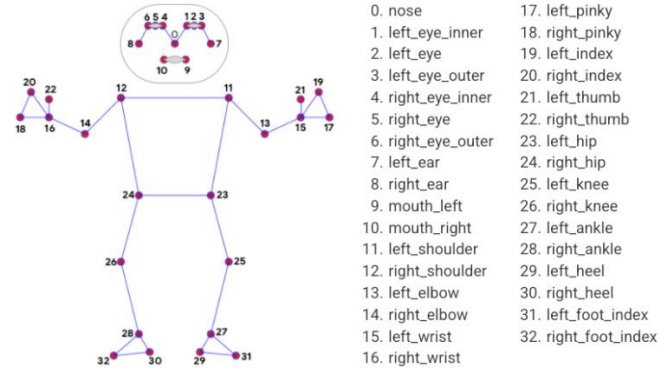 6 5 4 1 2 3
0
8 7
10 9
20 22 12 11 21 19
18 16 14 13 15 17
24 23
26 25
28 27
32 30 29 31
0. nose
1. left_eye_inner
2. left_eye
3. left_eye_outer
4. right_eye_inner
5. right_eye
6. right_eye_outer
7. left_ear
8. right_ear
9. mouth_left
10. mouth_right
11. left_shoulder
12. right_shoulder
13. left_elbow
14. right_elbow
15. left_wrist
16. right_wrist
17. left_pinky
18. right_pinky
19. left_index
20. right_index
21. left_thumb
22. right_thumb
23. left_hip
24. right_hip
25. left_knee
26. right_knee
27. left_ankle
28. right_ankle
29. left_heel
30. right_heel
31. left_foot_index
32. right_foot_index